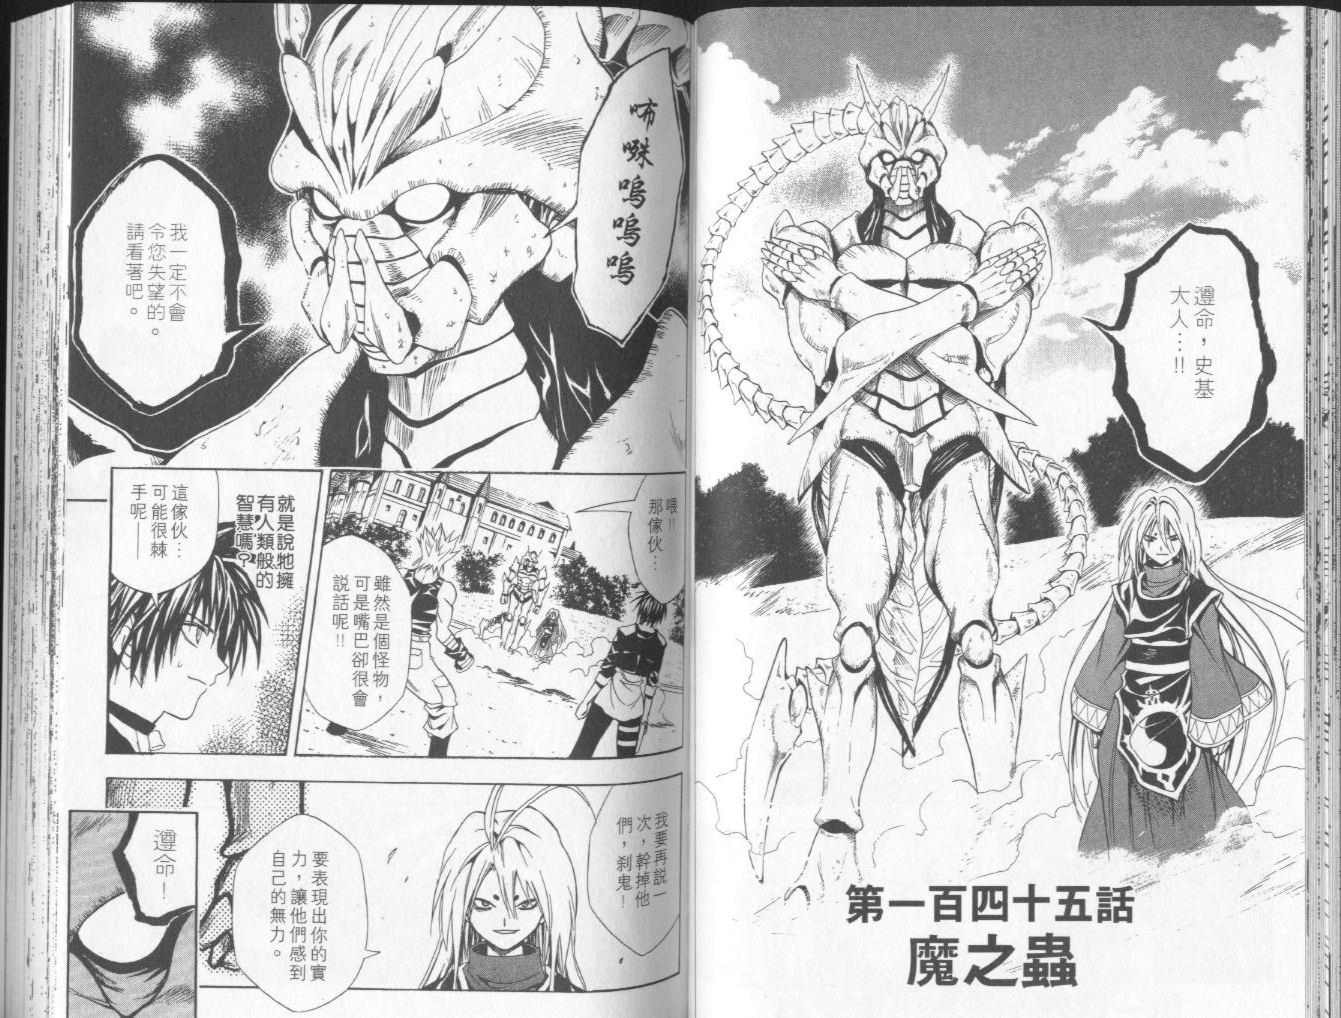 遵命，史基
大人…!!
第一百四十五話
魔之蟲
咘
嗚嗚嗚
我一定不會
令您失望的。
請看著吧。
喂!!
那傢伙…
雖然是個怪物，
可是嘴巴卻很會
說話呢!!
就是說牠擁
有人類般的
智慧嗎？
這傢伙…
可能很棘
手呢——
我要再說一
次，幹掉他
們，刹鬼！
要表現出你的實
力，讓他們感到
自己的無力。
遵命！